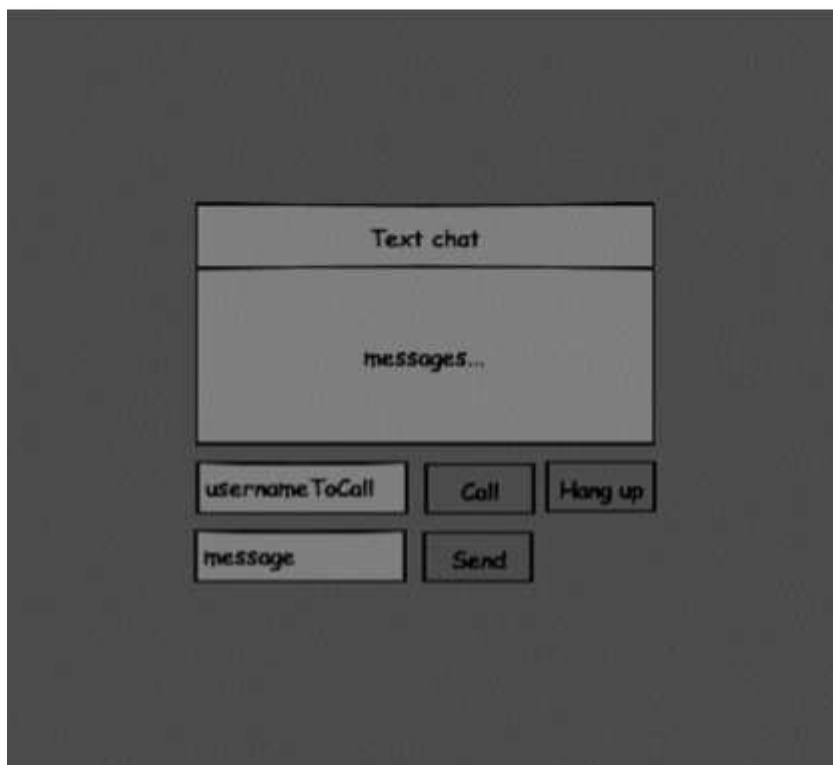 Text chat
messages...
usernameToCall Call Hang up
message Send